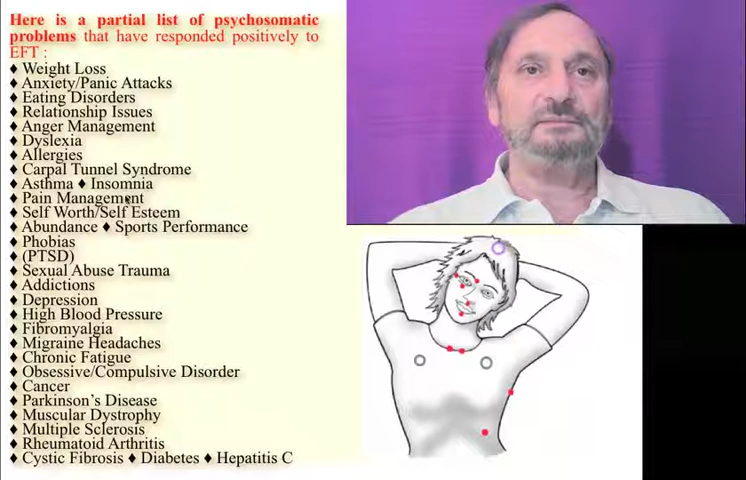 Here is a partial list of psychosomatic
problems that have responded positively to
EFT :
♦ Weight Loss
♦ Anxiety/Panic Attacks
♦ Eating Disorders
♦ Relationship Issues
♦ Anger Management
♦ Dyslexia
♦ Allergies
♦ Carpal Tunnel Syndrome
♦ Asthma ♦ Insomnia
♦ Pain Management
♦ Self Worth/Self Esteem
♦ Abundance ♦ Sports Performance
♦ Phobias
♦ (PTSD)
♦ Sexual Abuse Trauma
♦ Addictions
♦ Depression
♦ High Blood Pressure
♦ Fibromyalgia
♦ Migraine Headaches
♦ Chronic Fatigue
♦ Obsessive/Compulsive Disorder
♦ Cancer
♦ Parkinson's Disease
♦ Muscular Dystrophy
♦ Multiple Sclerosis
♦ Rheumatoid Arthritis
♦ Cystic Fibrosis ♦ Diabetes ♦ Hepatitis C